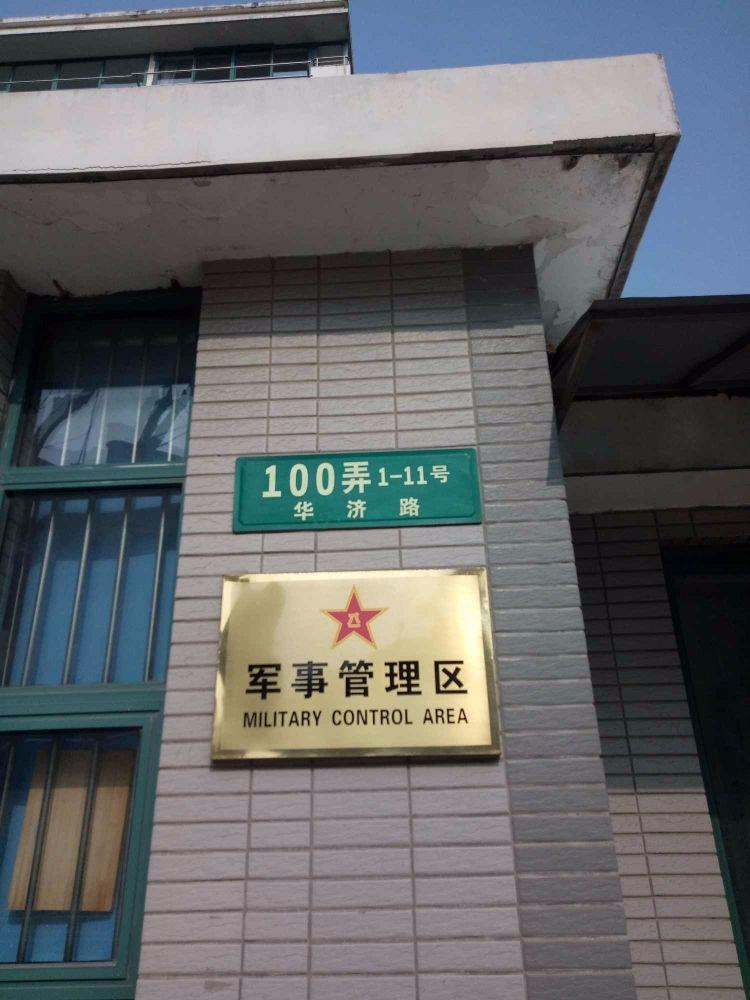 100弄 1-11号
华济路
八一
军事管理区
MILITARY CONTROL AREA